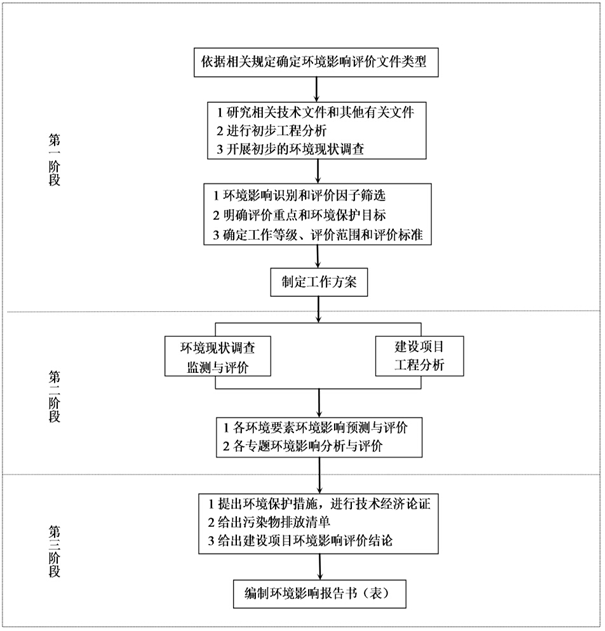 依据相关规定确定环境影响评价文件类型
1 研究相关技术文件和其他有关文件
2 进行初步工程分析
3 开展初步的环境现状调查
第一阶段
1 环境影响识别和评价因子筛选
2 明确评价重点和环境保护目标
3 确定工作等级、评价范围和评价标准
制定工作方案
环境现状调查
监测与评价
建设项目
工程分析
第二阶段
1 各环境要素环境影响预测与评价
2 各专题环境影响分析与评价
1 提出环境保护措施，进行技术经济论证
2 给出污染物排放清单
3 给出建设项目环境影响评价结论
第三阶段
编制环境影响报告书（表）